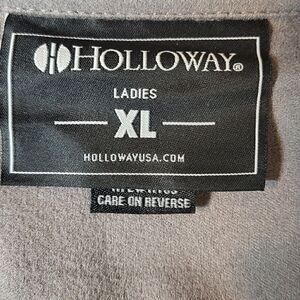 HOLLOWAY®
LADIES
XL
HOLLOWAYUSA.COM
CARE ON REVERSE